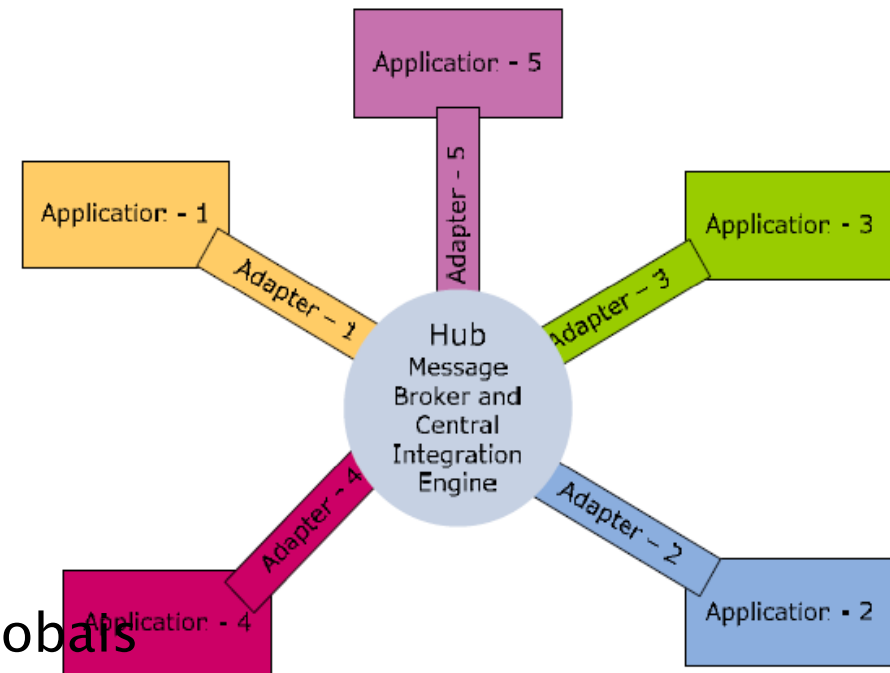 Application - 5
Adapter - 5
Application - 1
Adapter - 1
Application - 3
Adapter - 3
Hub
Message
Broker and
Central
Integration
Engine
Adapter - 4
Application - 4
Adapter - 2
Application - 2
obais